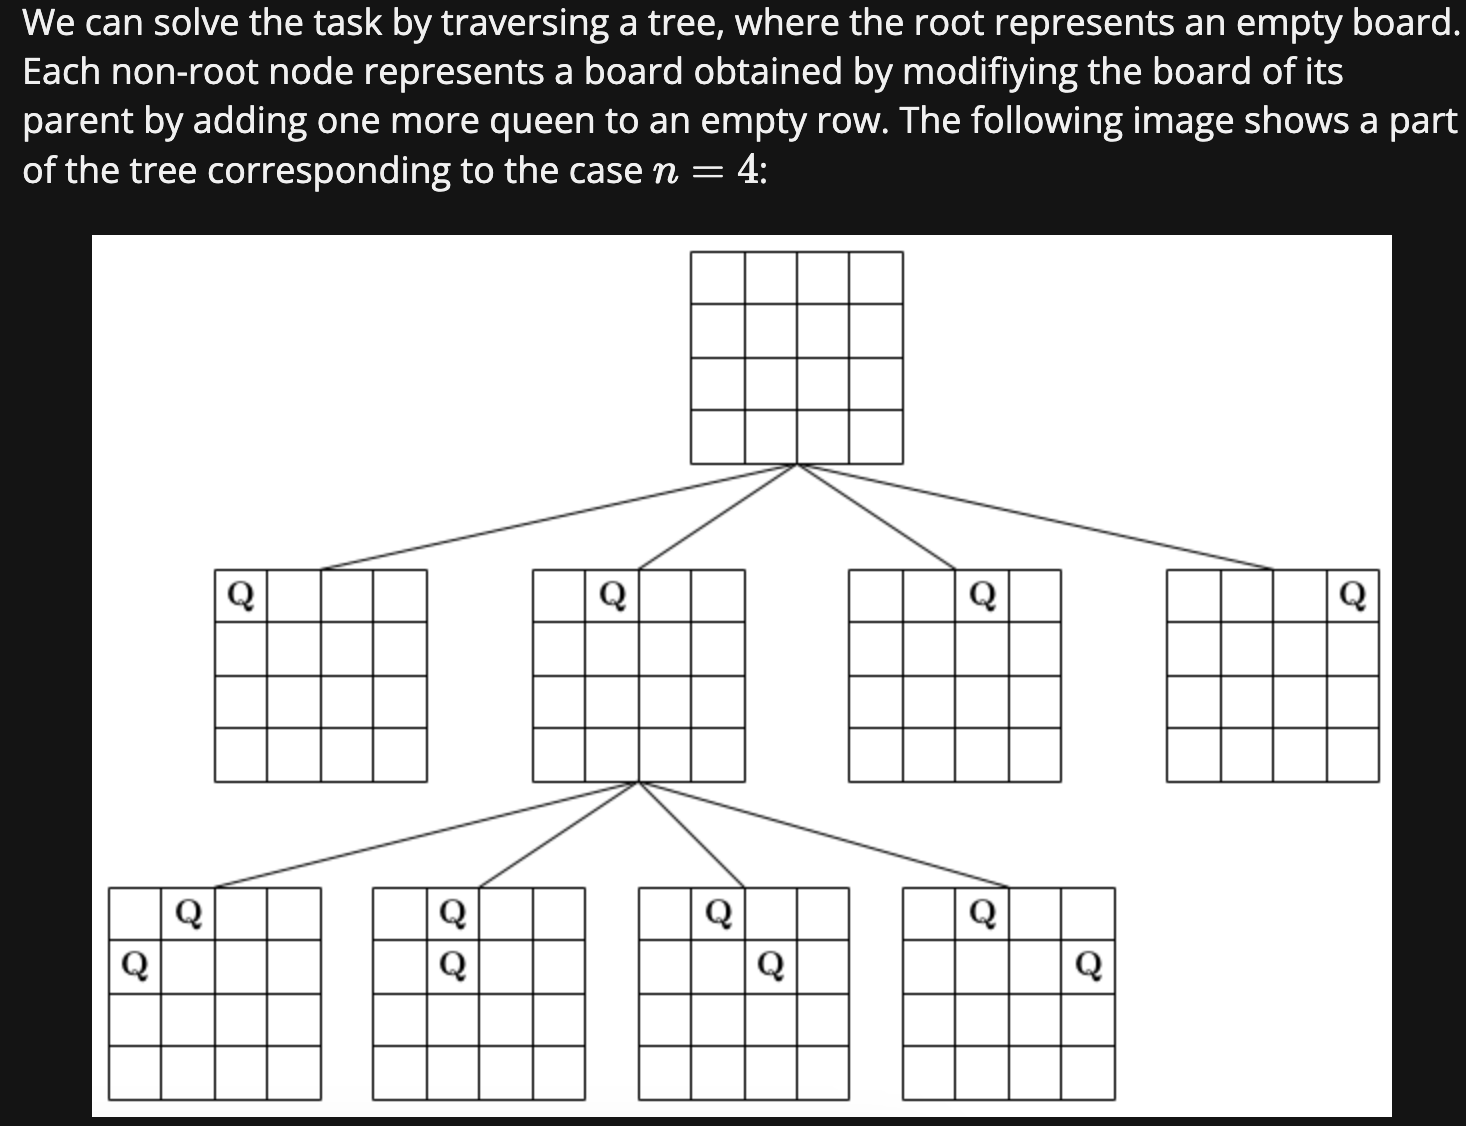 We can solve the task by traversing a tree, where the root represents an empty board.
Each non-root node represents a board obtained by modifiying the board of its
parent by adding one more queen to an empty row. The following image shows a part
of the tree corresponding to the case n = 4:
Q Q Q Q
Q Q Q Q
Q Q Q Q